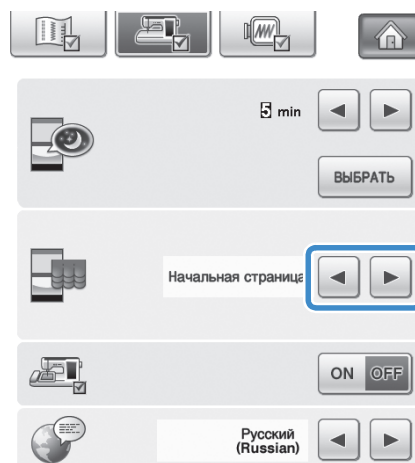 5 min
ВЫБРАТЬ
Начальная страница
ON OFF
Русский
(Russian)